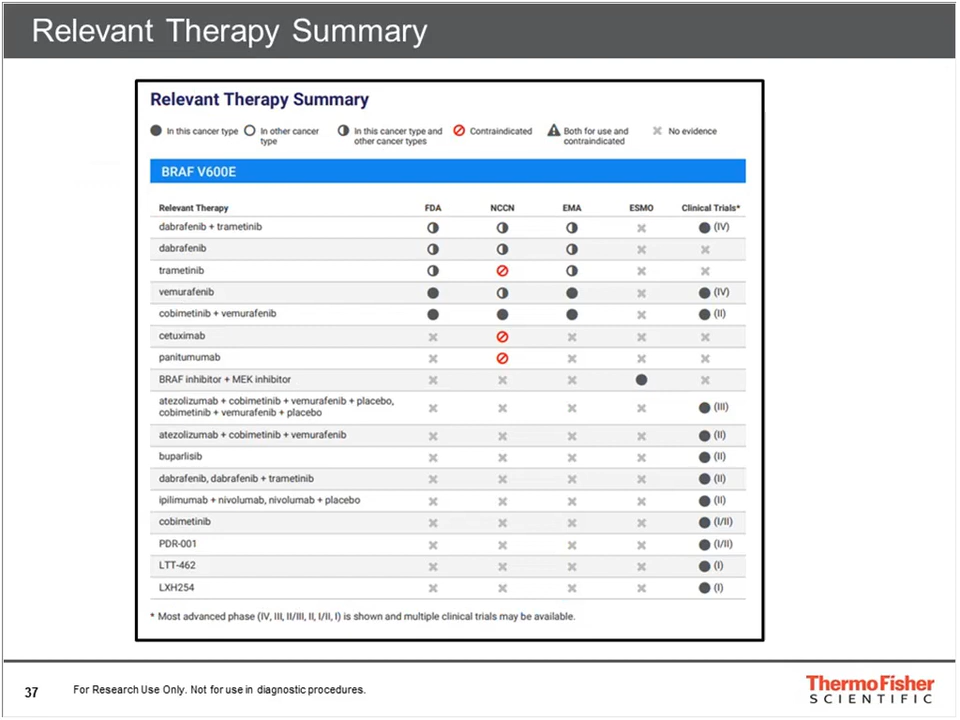 Relevant Therapy Summary
Relevant Therapy Summary
In this cancer type In other cancer type In this cancer type and other cancer types Contraindicated Both for use and contraindicated No evidence
BRAF V600E
Relevant Therapy FDA NCCN EMA ESMO Clinical Trials*
dabrafenib + trametinib (IV)
dabrafenib
trametinib
vemurafenib (IV)
cobimetinib + vemurafenib (II)
cetuximab
panitumumab
BRAF inhibitor + MEK inhibitor
atezolizumab + cobimetinib + vemurafenib + placebo,
cobimetinib + vemurafenib + placebo (III)
atezolizumab + cobimetinib + vemurafenib (II)
buparlisib (II)
dabrafenib, dabrafenib + trametinib (II)
ipilimumab + nivolumab, nivolumab + placebo (II)
cobimetinib (I/II)
PDR-001 (I/II)
LTT-462 (I)
LXH254 (I)
* Most advanced phase (IV, III, II/III, II, I/II, I) is shown and multiple clinical trials may be available.
37 For Research Use Only. Not for use in diagnostic procedures.
ThermoFisher
SCIENTIFIC